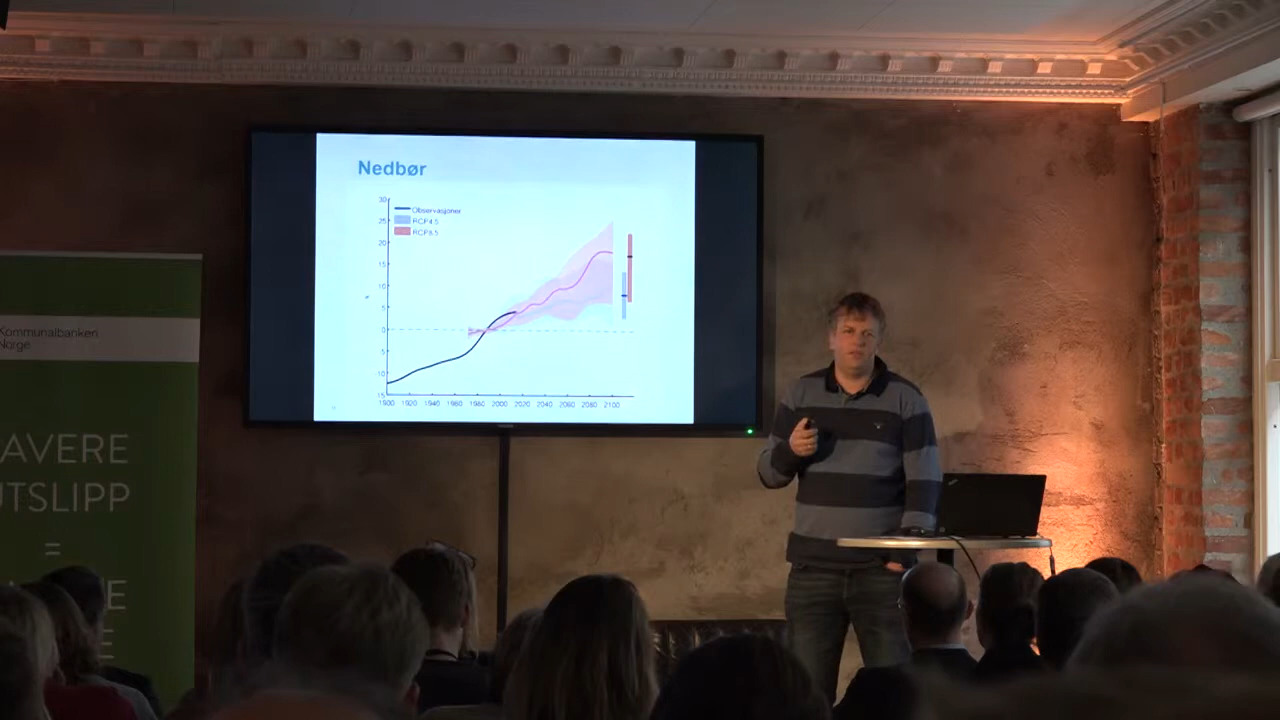 Nedbør
30
25
20
15
10
5
0
5
10
15
Observasjoner
RCP4.5
RCP8.5
%
1900 1920 1940 1960 1980 2000 2020 2040 2060 2080 2100
Kommunalbanken
Norge
AVERE
UTSLIPP
=
E
E